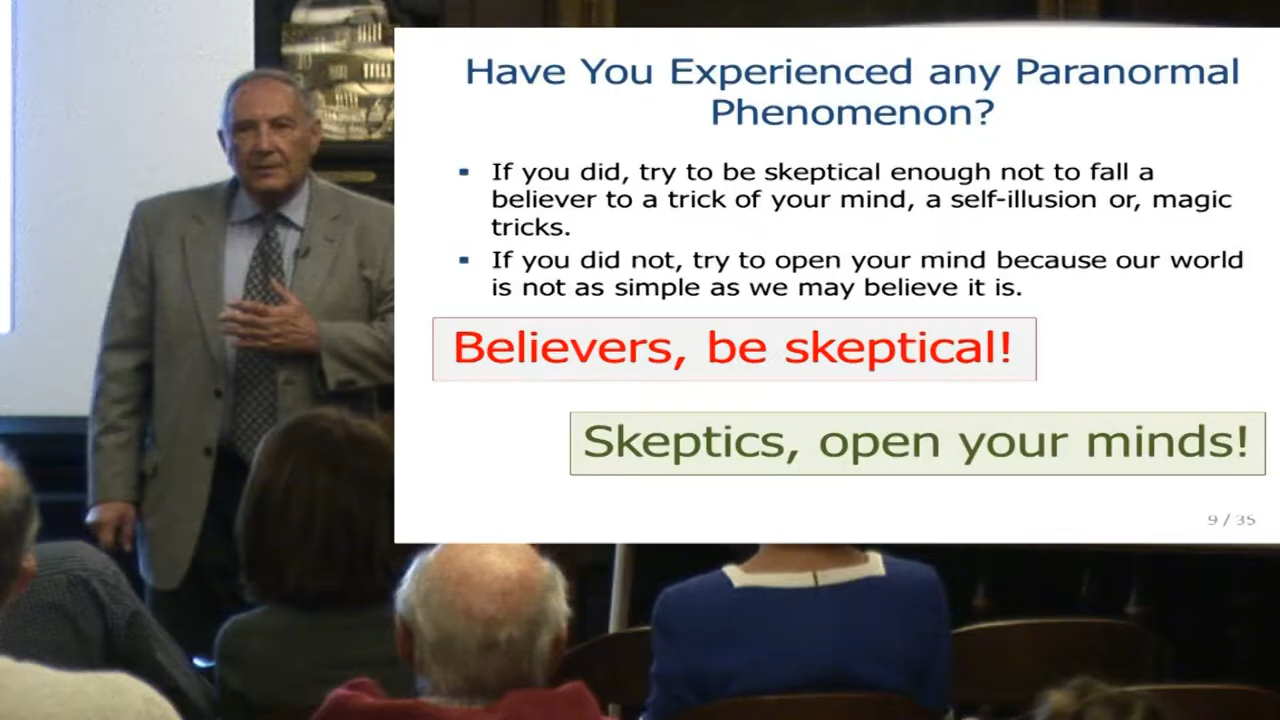 Have You Experienced any Paranormal
Phenomenon?
▪ If you did, try to be skeptical enough not to fall a
believer to a trick of your mind, a self-illusion or, magic
tricks.
▪ If you did not, try to open your mind because our world
is not as simple as we may believe it is.
Believers, be skeptical!
Skeptics, open your minds!
9 / 35